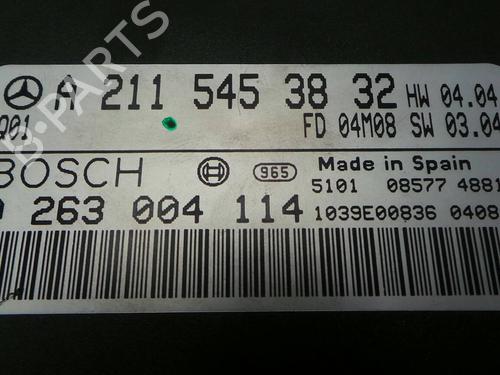 A 211 545 38 32 HW 04.04
Q01 FD 04M08 SW 03.04
BOSCH 965 Made in Spain
5101 08577 4881
0 263 004 114 1039E00836 0408
B-PARTS